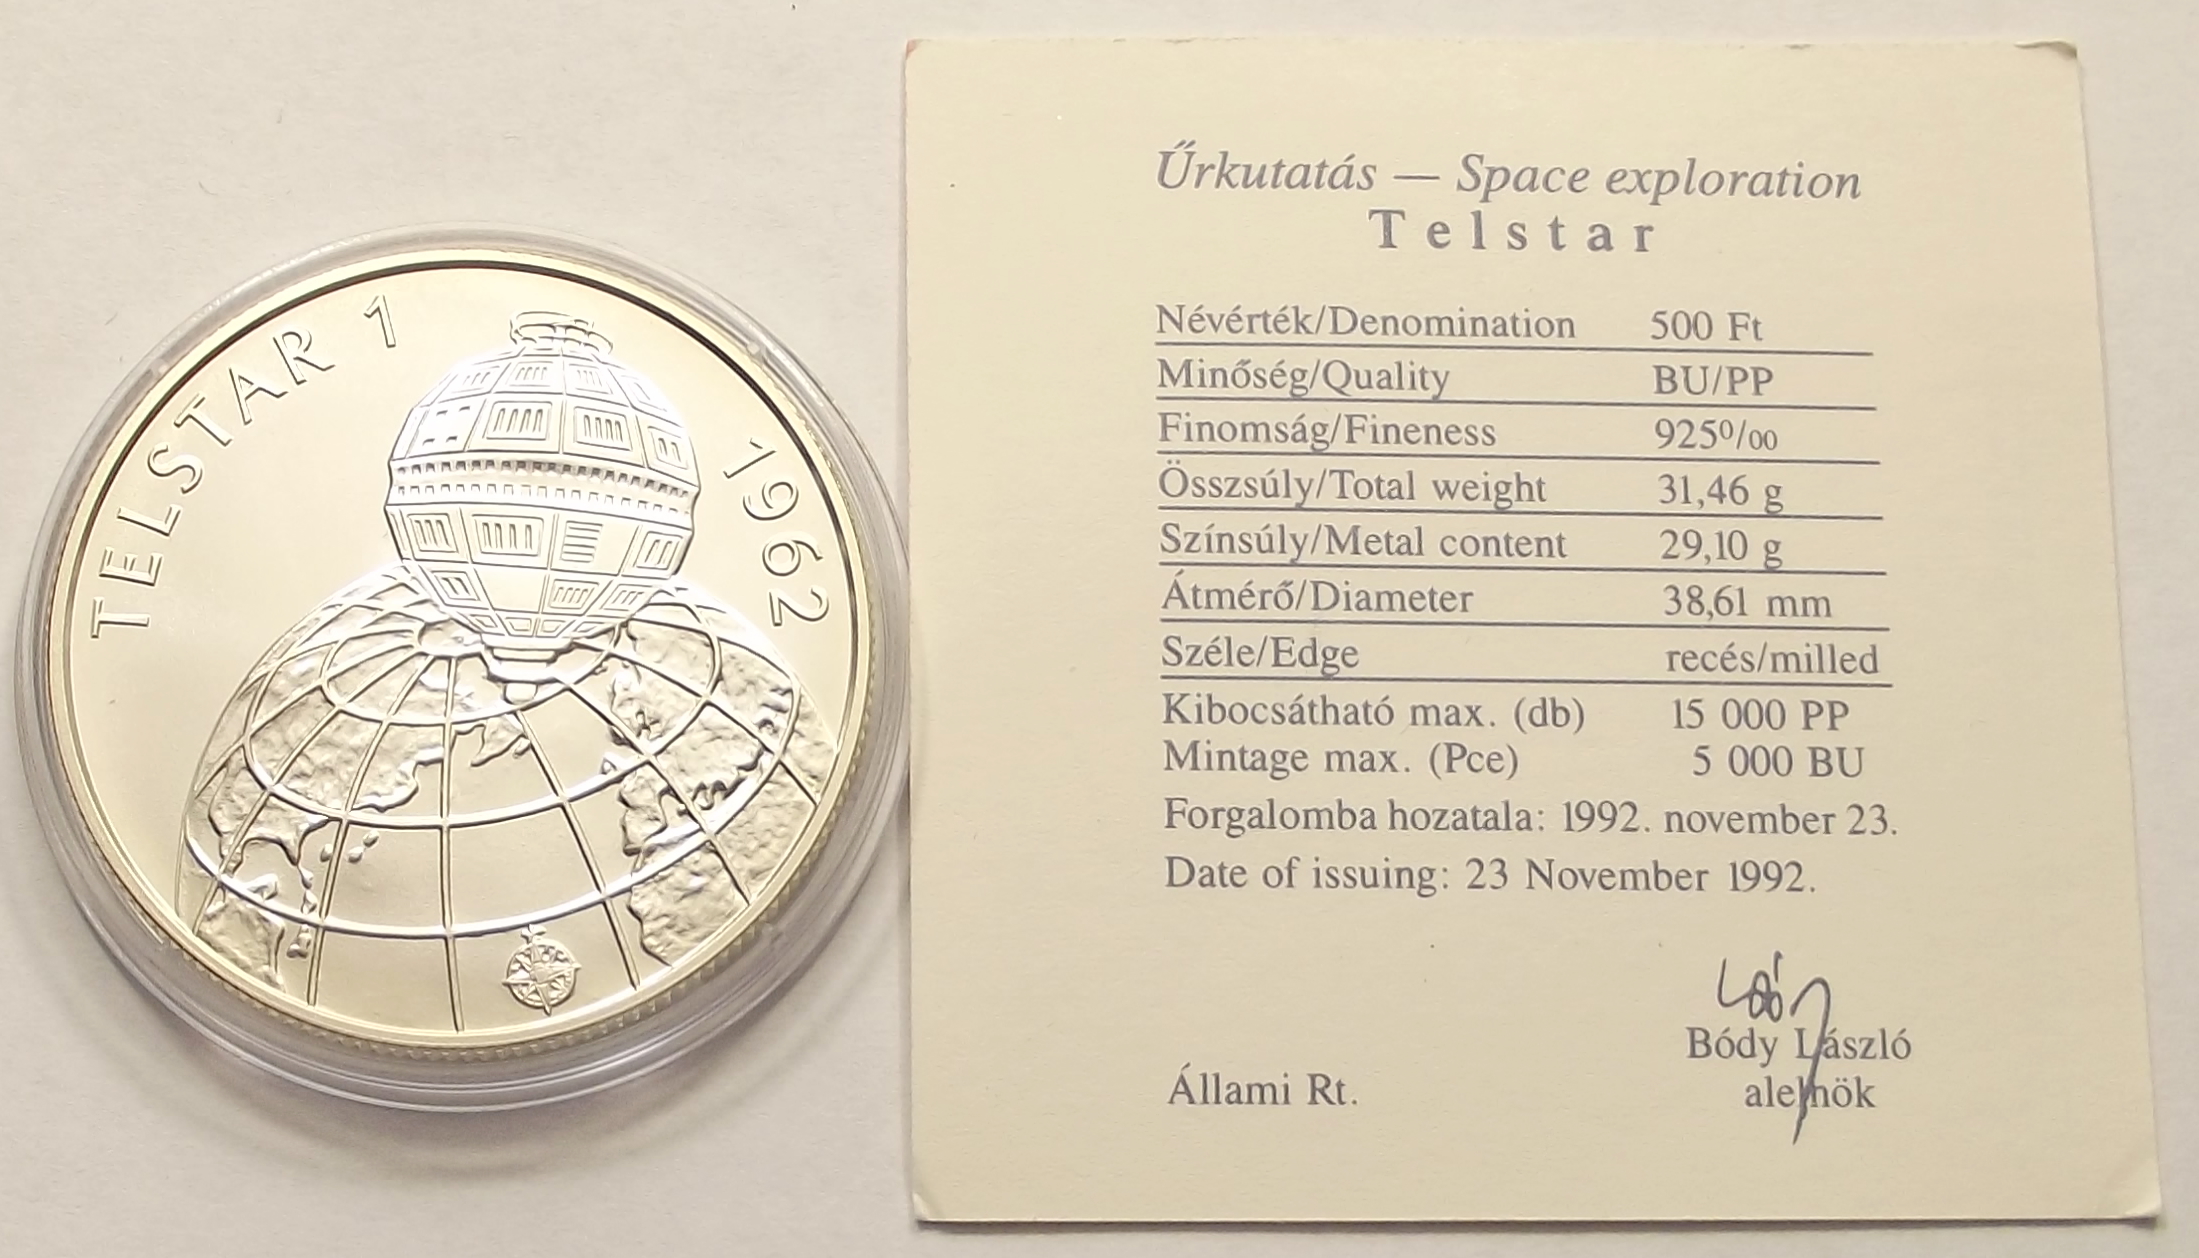 TELSTAR 1
1962
Űrkutatás — Space exploration
Telstar
Névérték/Denomination 500 Ft
Minőség/Quality BU/PP
Finomság/Fineness 925⁰/₀₀
Összsúly/Total weight 31,46 g
Színsúly/Metal content 29,10 g
Átmérő/Diameter 38,61 mm
Széle/Edge recés/milled
Kibocsátható max. (db) 15 000 PP
Mintage max. (Pce) 5 000 BU
Forgalomba hozatala: 1992. november 23.
Date of issuing: 23 November 1992.
Bódy László
Állami Rt. alelnök